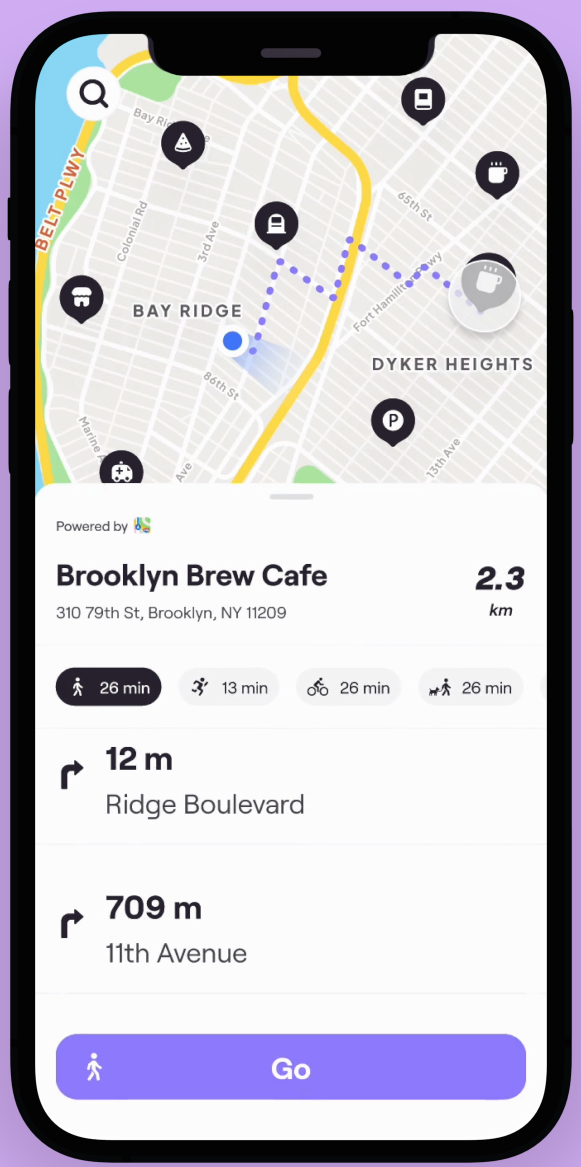 Bay Ri
BELT PLWY
Colonial Rd
3rd Ave
65th St
Fort Hamilton Pkwy
BAY RIDGE
DYKER HEIGHTS
86th St
P
Marine A
Ave
13th Ave
Powered by
Brooklyn Brew Cafe
2.3
310 79th St, Brooklyn, NY 11209
km
26 min
13 min
26 min
26 min
12 m
Ridge Boulevard
709 m
11th Avenue
Go